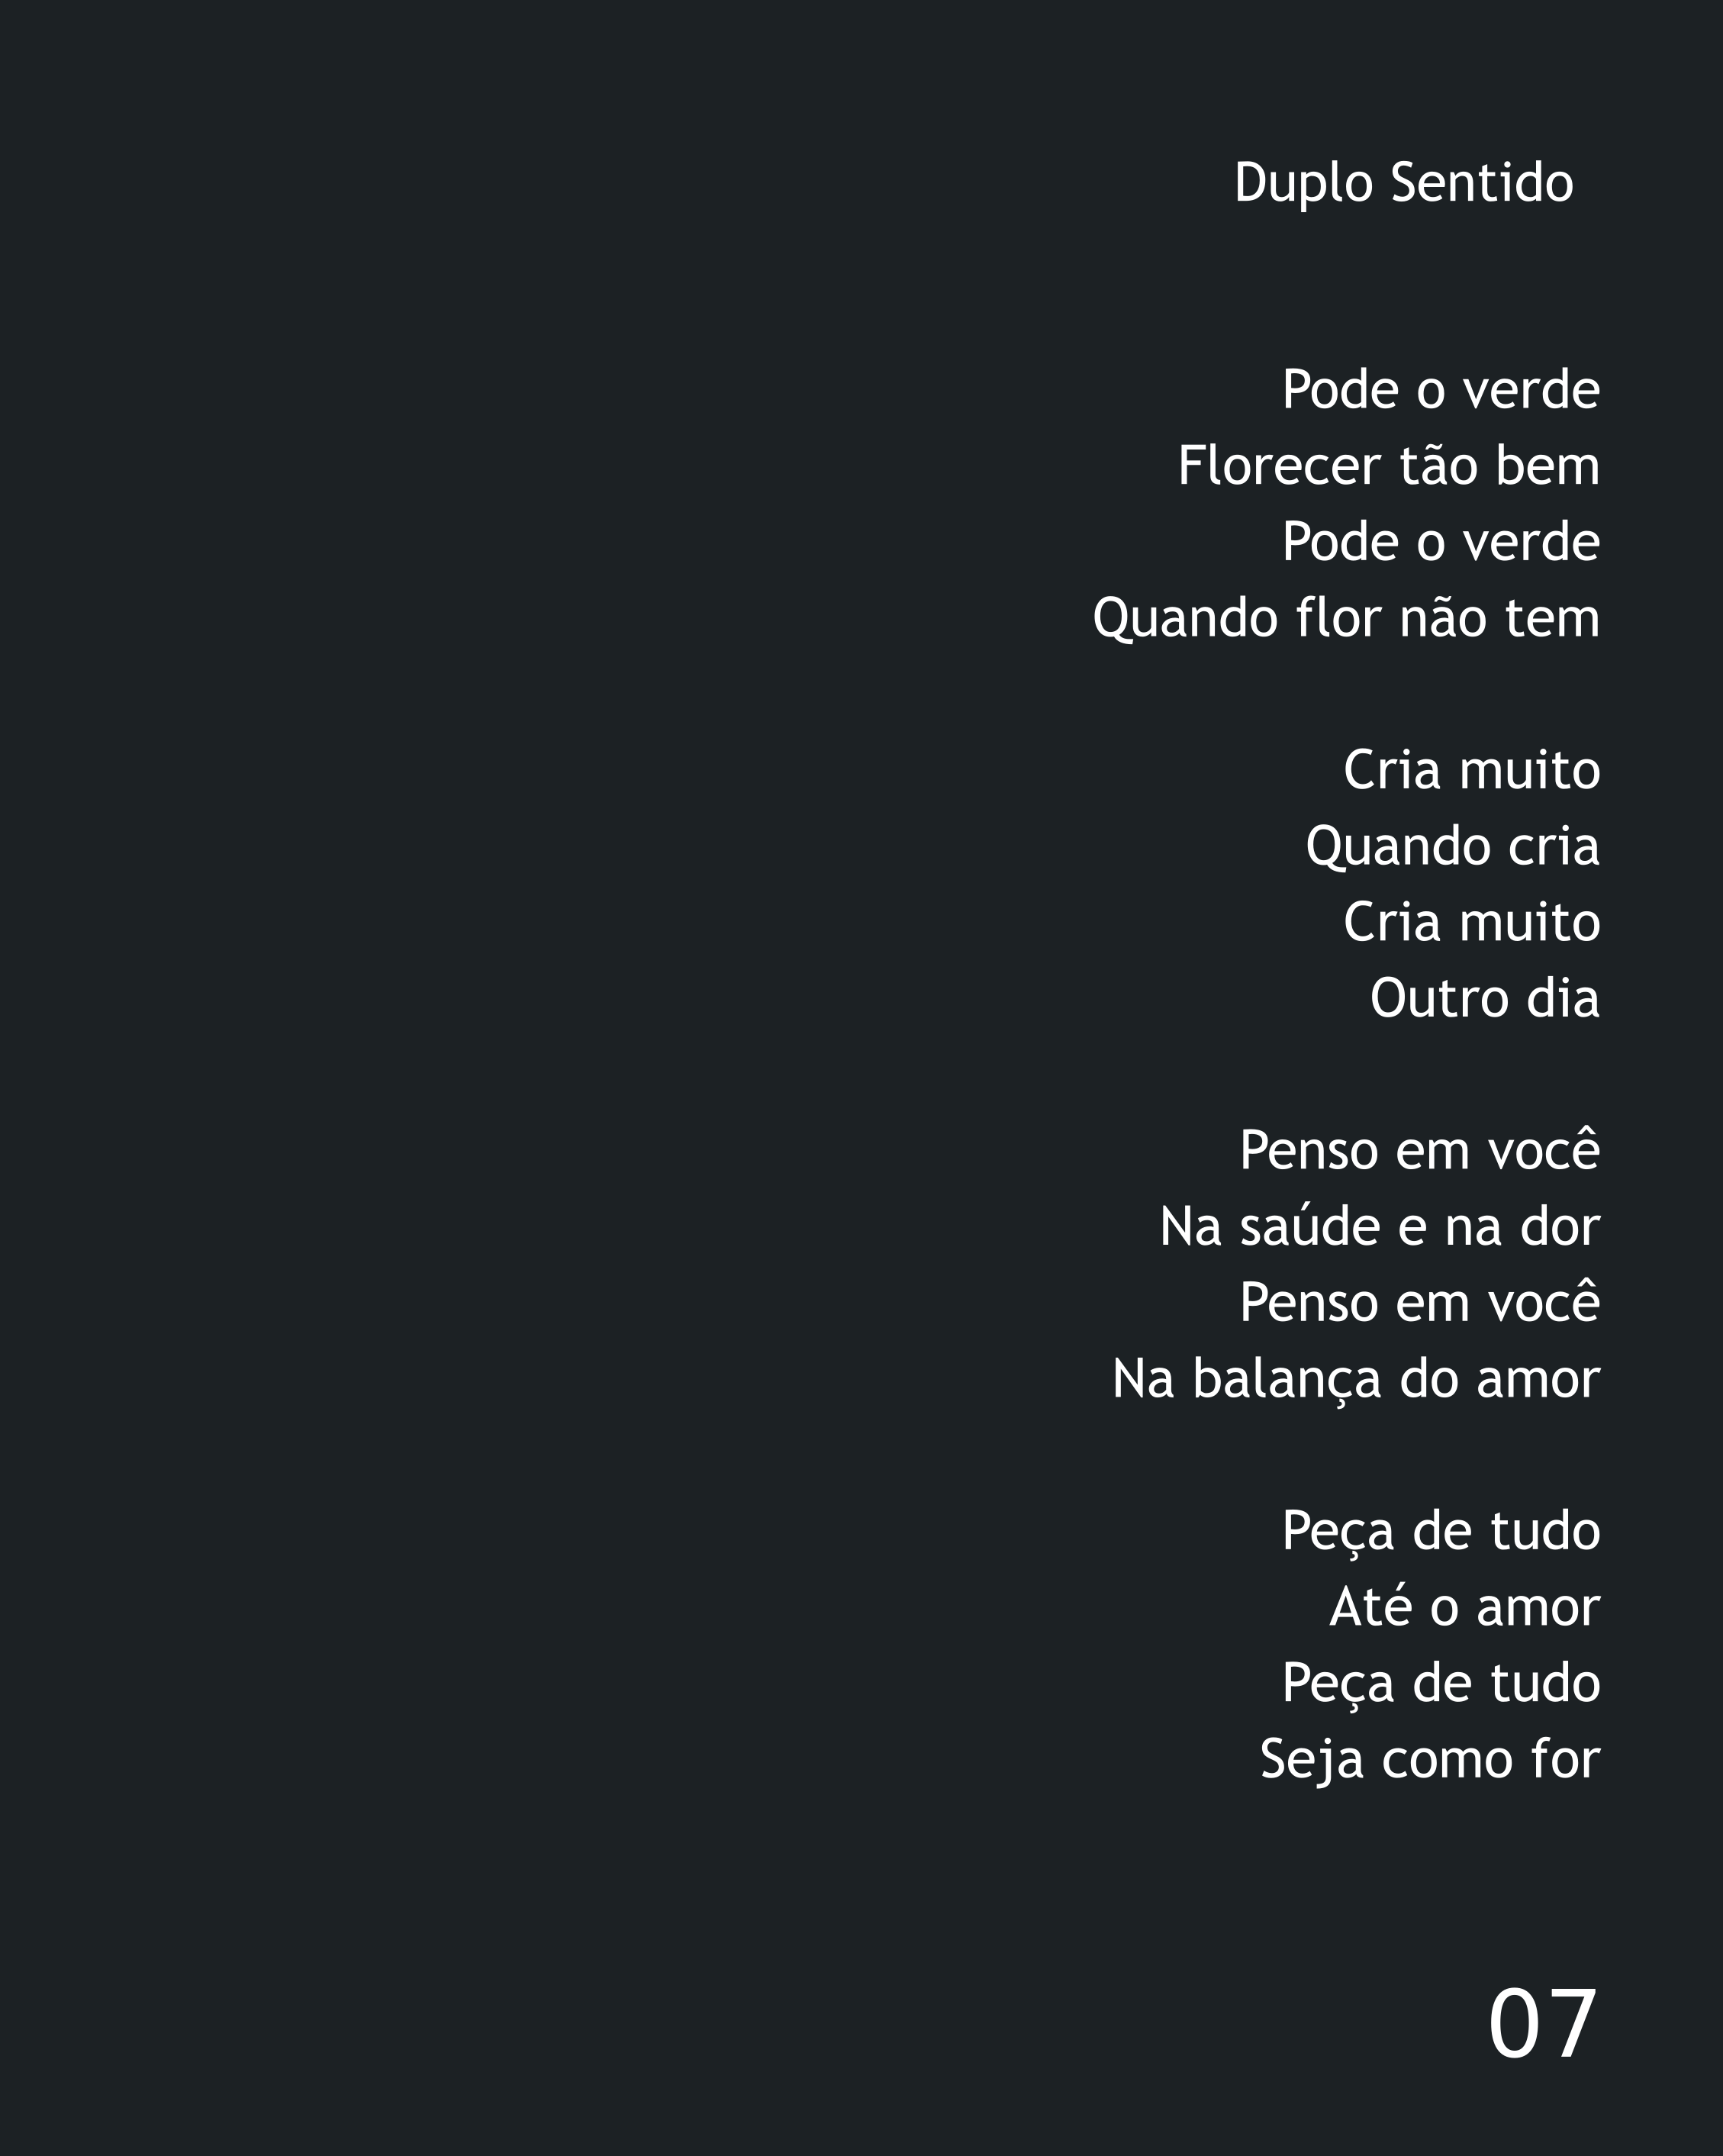 Duplo Sentido
Pode o verde
Florecer tão bem
Pode o verde
Quando flor não tem
Cria muito
Quando cria
Cria muito
Outro dia
Penso em você
Na saúde e na dor
Penso em você
Na balança do amor
Peça de tudo
Até o amor
Peça de tudo
Seja como for
07